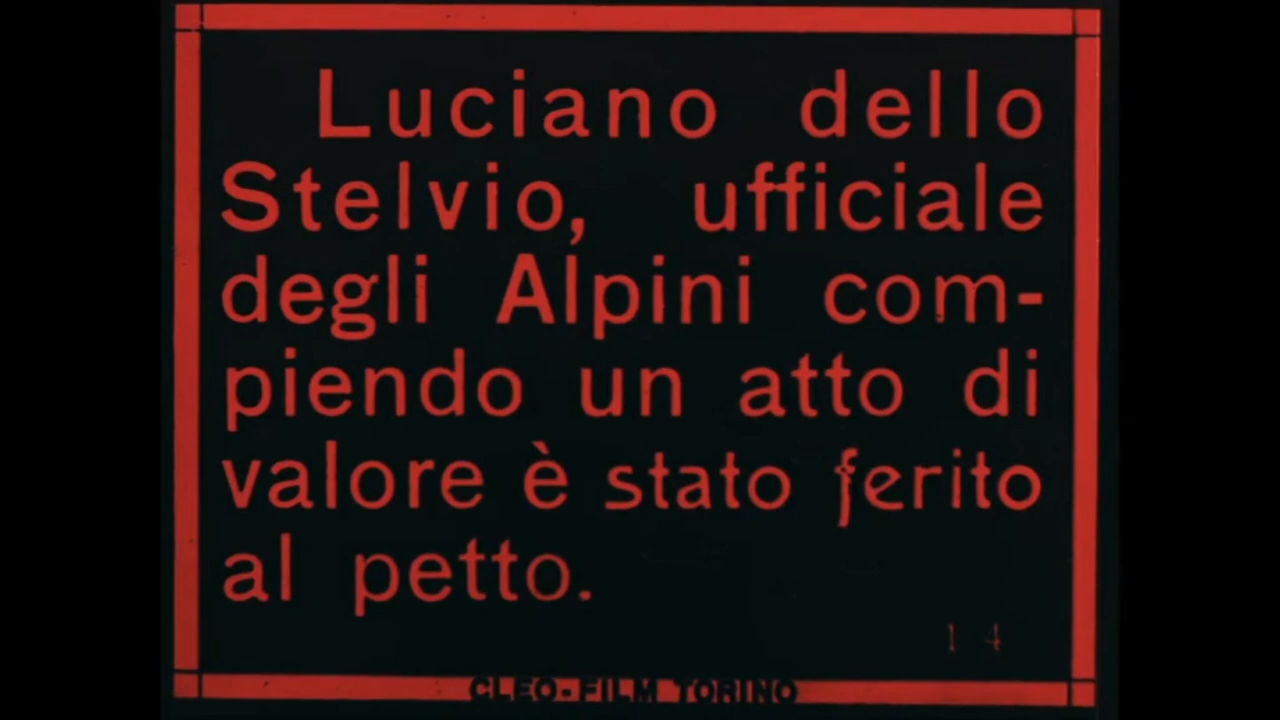 Luciano dello
Stelvio, ufficiale
degli Alpini com-
piendo un atto di
valore è stato ferito
al petto.
14
CLEO-FILM TORINO